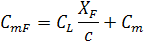 C_{mF} = C_L \frac{X_F}{c} + C_m